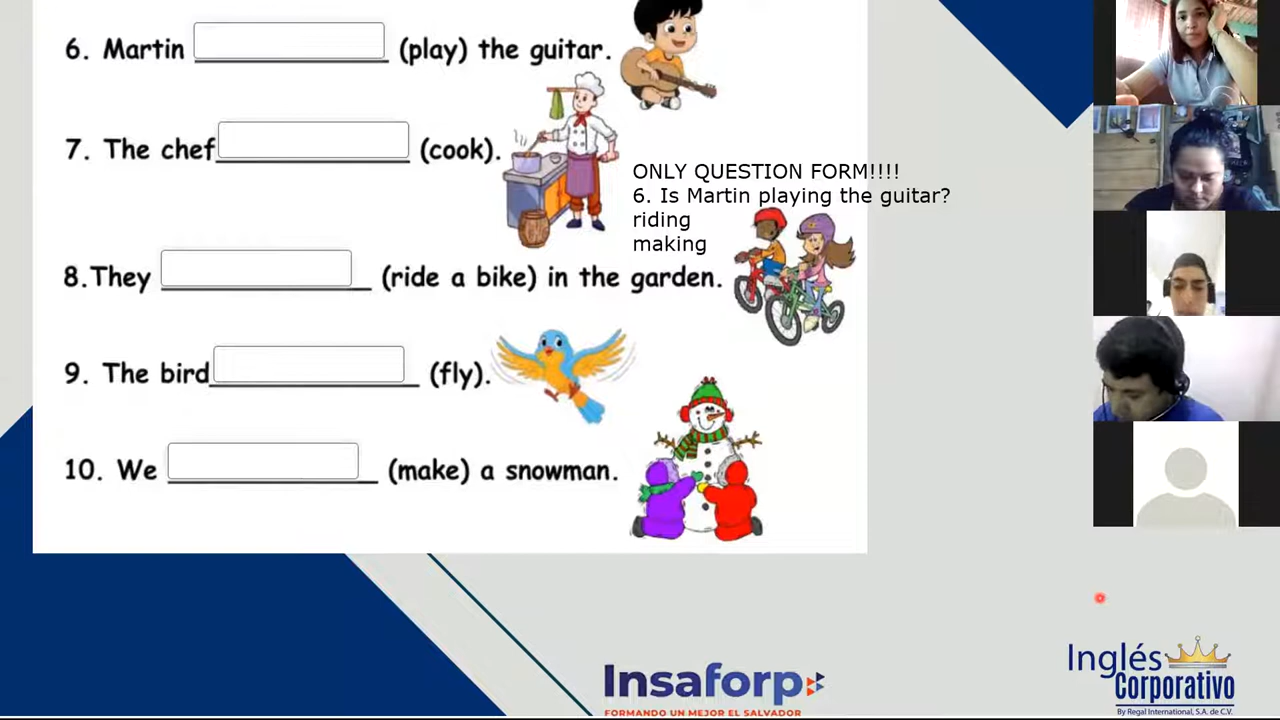 6. Martin (play) the guitar.
7. The chef (cook).
ONLY QUESTION FORM!!!!
6. Is Martin playing the guitar?
riding
making
8.They (ride a bike) in the garden.
9. The bird (fly).
10. We (make) a snowman.
Insaforp
FORMANDO UN MEJOR EL SALVADOR
Inglés
Corporativo
By Regal International, S.A. de C.V.